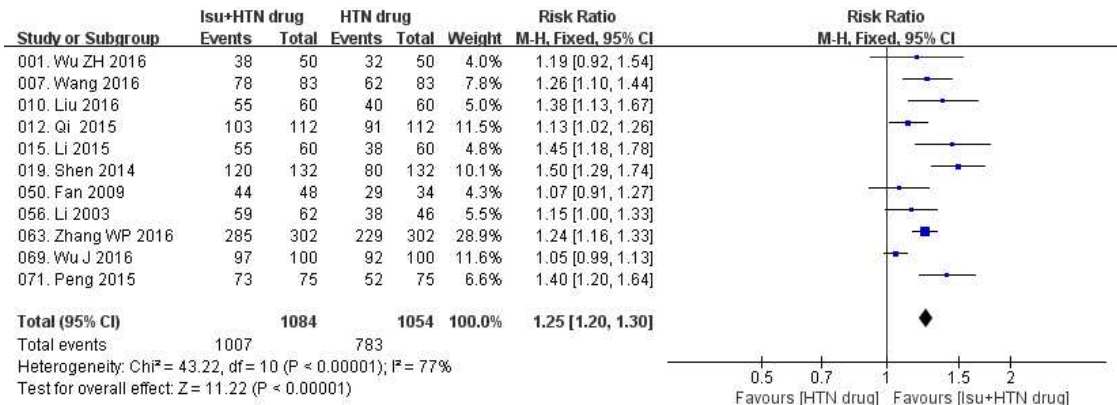 Isu+HTN drug HTN drug Risk Ratio Risk Ratio
Study or Subgroup Events Total Events Total Weight M-H, Fixed, 95% CI M-H, Fixed, 95% CI
001. Wu ZH 2016 38 50 32 50 4.0% 1.19 [0.92, 1.54]
007. Wang 2016 78 83 62 83 7.8% 1.26 [1.10, 1.44]
010. Liu 2016 55 60 40 60 5.0% 1.38 [1.13, 1.67]
012. Qi 2015 103 112 91 112 11.5% 1.13 [1.02, 1.26]
015. Li 2015 55 60 38 60 4.8% 1.45 [1.18, 1.78]
019. Shen 2014 120 132 80 132 10.1% 1.50 [1.29, 1.74]
050. Fan 2009 44 48 29 34 4.3% 1.07 [0.91, 1.27]
056. Li 2003 59 62 38 46 5.5% 1.15 [1.00, 1.33]
063. Zhang WP 2016 285 302 229 302 28.9% 1.24 [1.16, 1.33]
069. Wu J 2016 97 100 92 100 11.6% 1.05 [0.99, 1.13]
071. Peng 2015 73 75 52 75 6.6% 1.40 [1.20, 1.64]
Total (95% CI) 1084 1054 100.0% 1.25 [1.20, 1.30]
Total events 1007 783
Heterogeneity: Chi² = 43.22, df = 10 (P < 0.00001); I² = 77%
Test for overall effect: Z = 11.22 (P < 0.00001)
0.5 0.7 1 1.5 2
Favours [HTN drug] Favours [Isu+HTN drug]